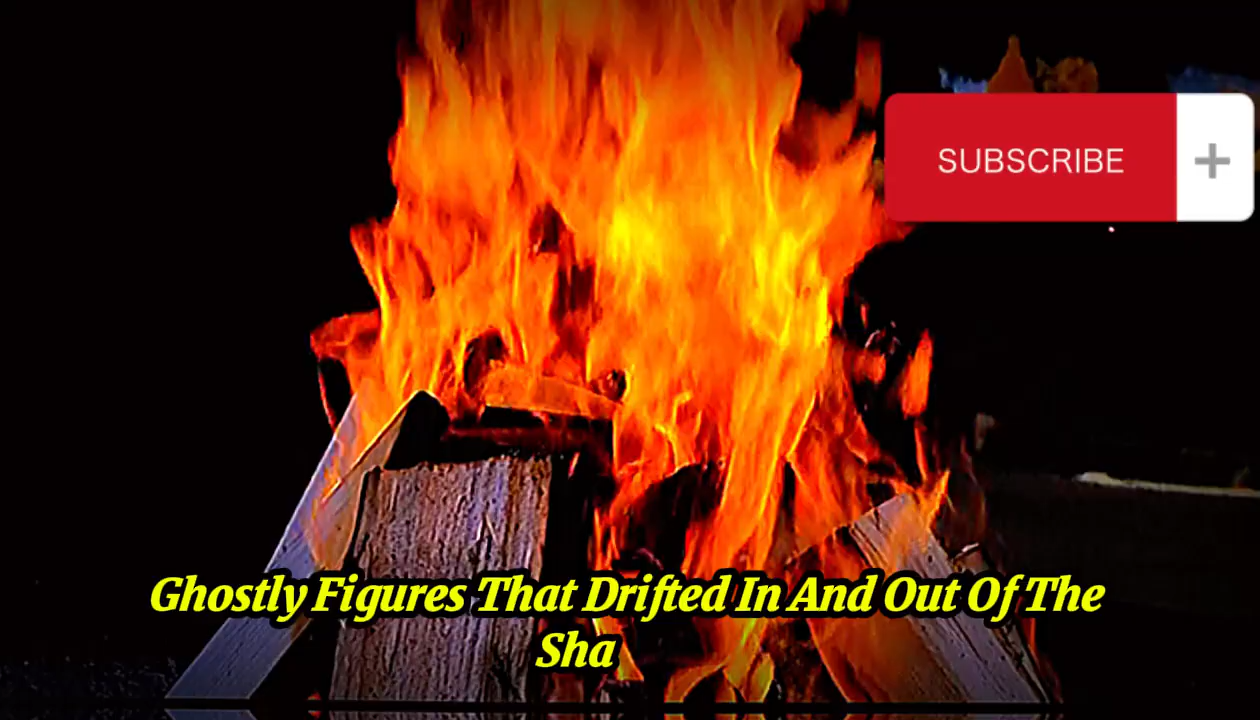 SUBSCRIBE +
Ghostly Figures That Drifted In And Out Of The
Sha